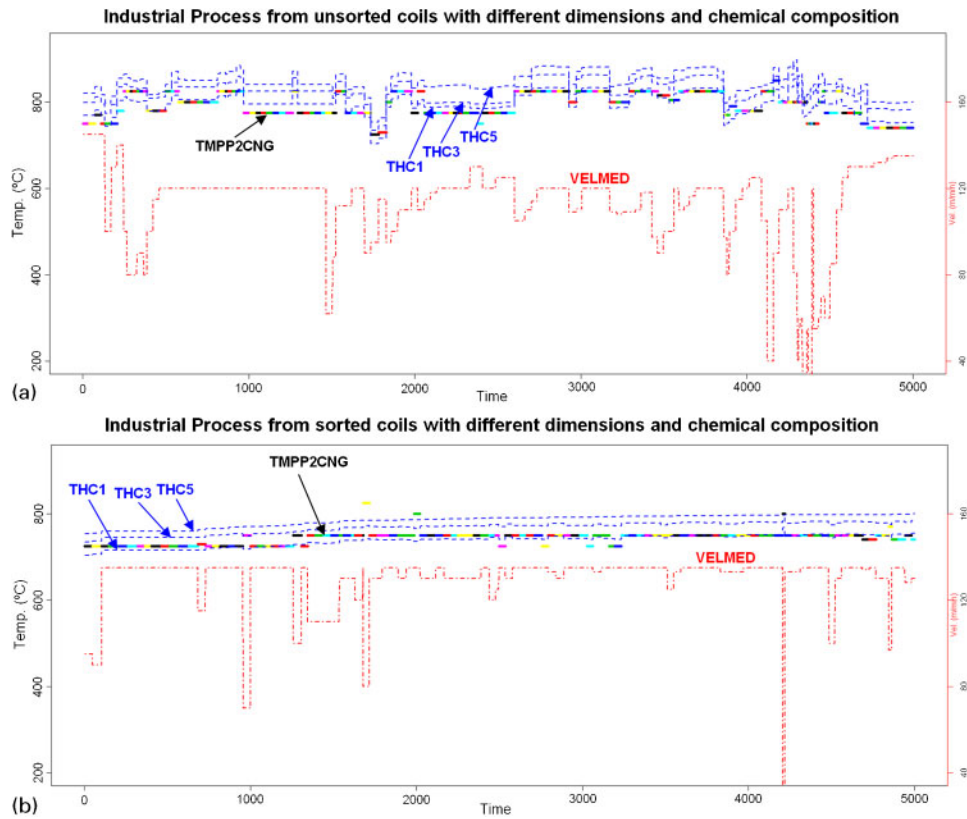 Industrial Process from unsorted coils with different dimensions and chemical composition
Temp. (ºC)
200 400 600 800
TMPP2CNG
THC1
THC3
THC5
VELMED
40 80 120 160
Vel. (m/min)
0 1000 2000 3000 4000 5000
Time
(a)
Industrial Process from sorted coils with different dimensions and chemical composition
Temp. (ºC)
200 400 600 800
THC1
THC3
THC5
TMPP2CNG
VELMED
40 80 120 160
Vel. (m/min)
0 1000 2000 3000 4000 5000
Time
(b)